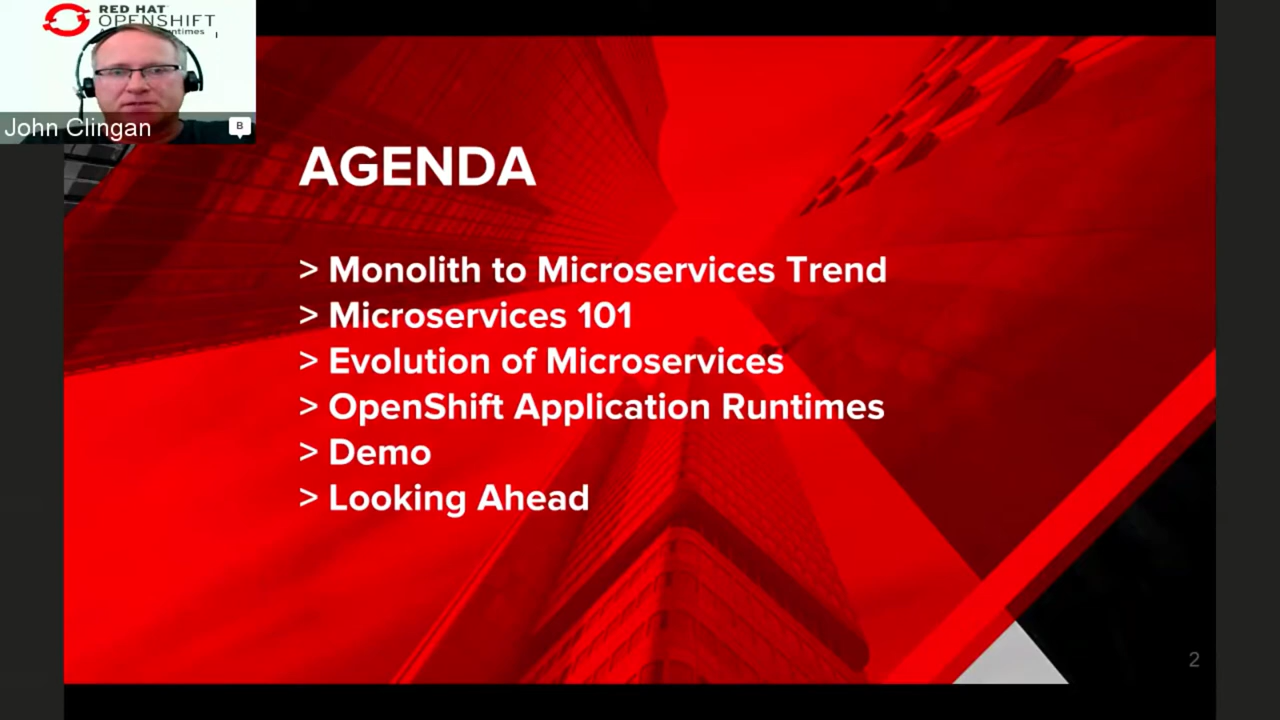 RED HAT
OPENSHIFT
John Clingan
B
AGENDA
> Monolith to Microservices Trend
> Microservices 101
> Evolution of Microservices
> OpenShift Application Runtimes
> Demo
> Looking Ahead
2